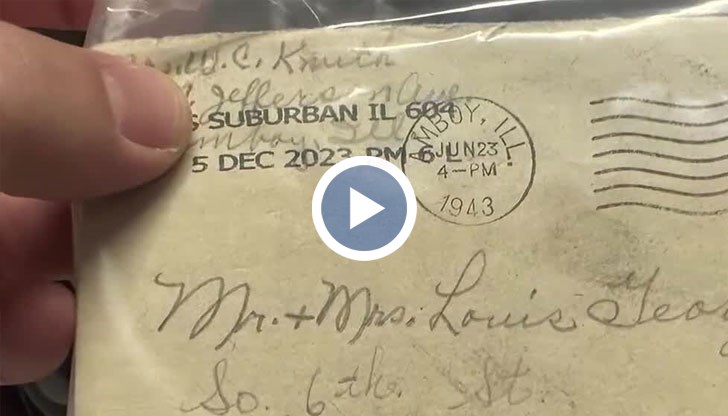 W.C.
Jeffers
SUBURBAN IL 604
5 DEC 2023 PM 6 L
AMBOY, ILL.
JUN 23
4-PM
1943
Mr. + Mrs. Louis
So. 6th. St.